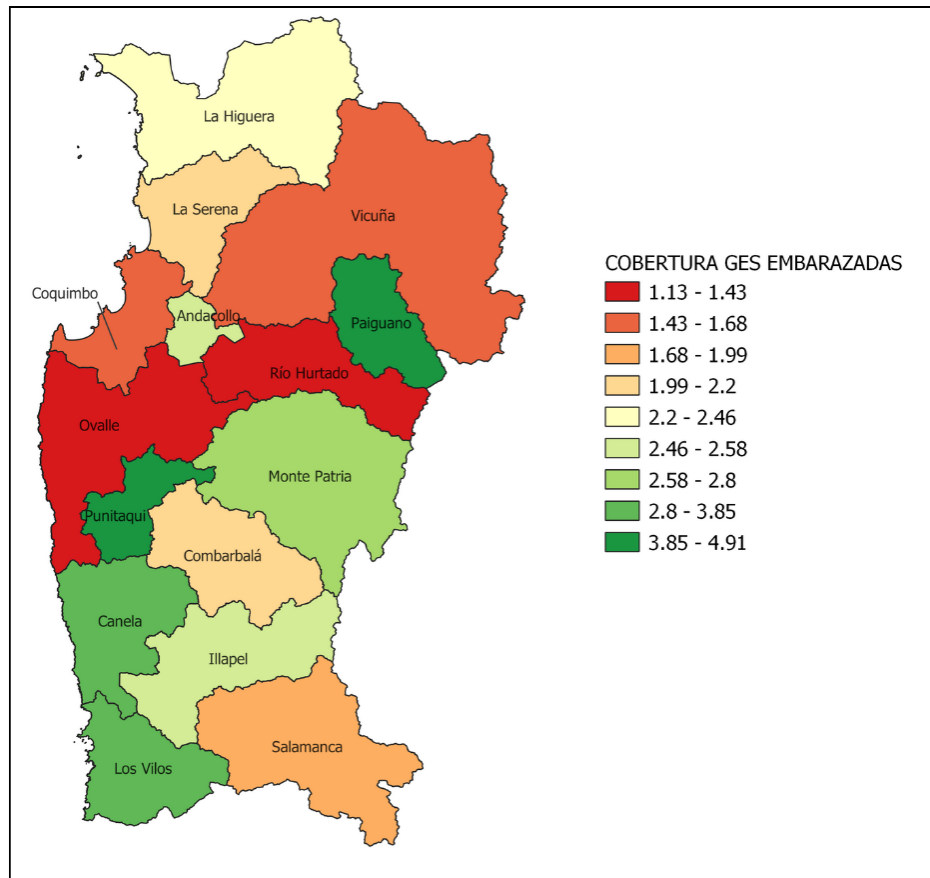 La Higuera
La Serena
Vicuña
Coquimbo
Andacollo
Paiguano
Río Hurtado
Ovalle
Monte Patria
Punitaqui
Combarbalá
Canela
Illapel
Salamanca
Los Vilos
COBERTURA GES EMBARAZADAS
1.13 - 1.43
1.43 - 1.68
1.68 - 1.99
1.99 - 2.2
2.2 - 2.46
2.46 - 2.58
2.58 - 2.8
2.8 - 3.85
3.85 - 4.91